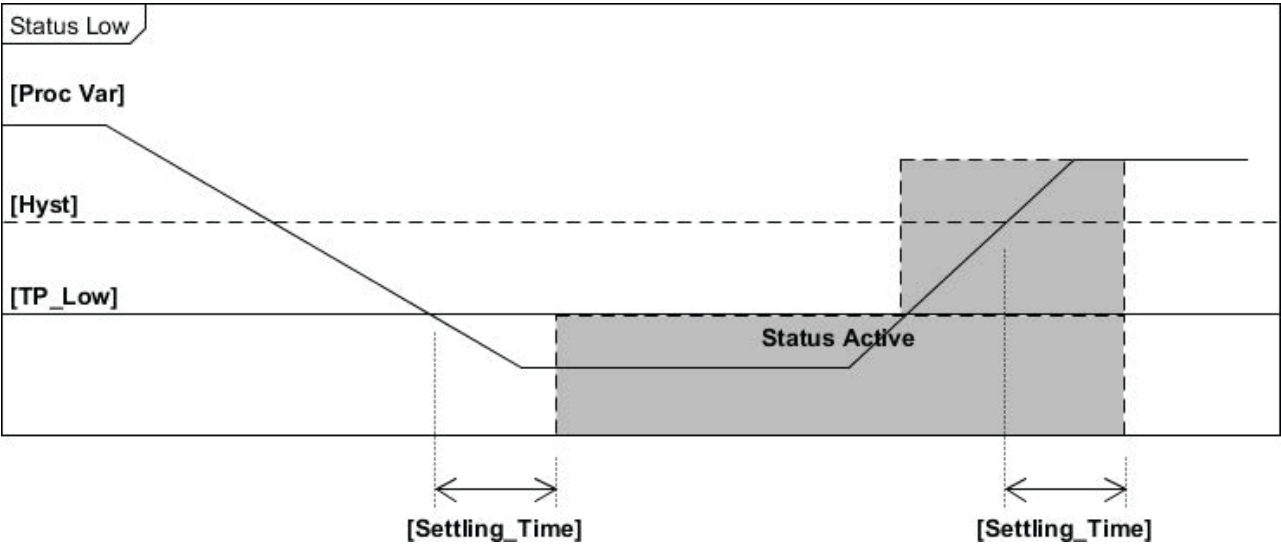 Status Low
[Proc Var]
[Hyst]
[TP_Low]
Status Active
[Settling_Time]
[Settling_Time]